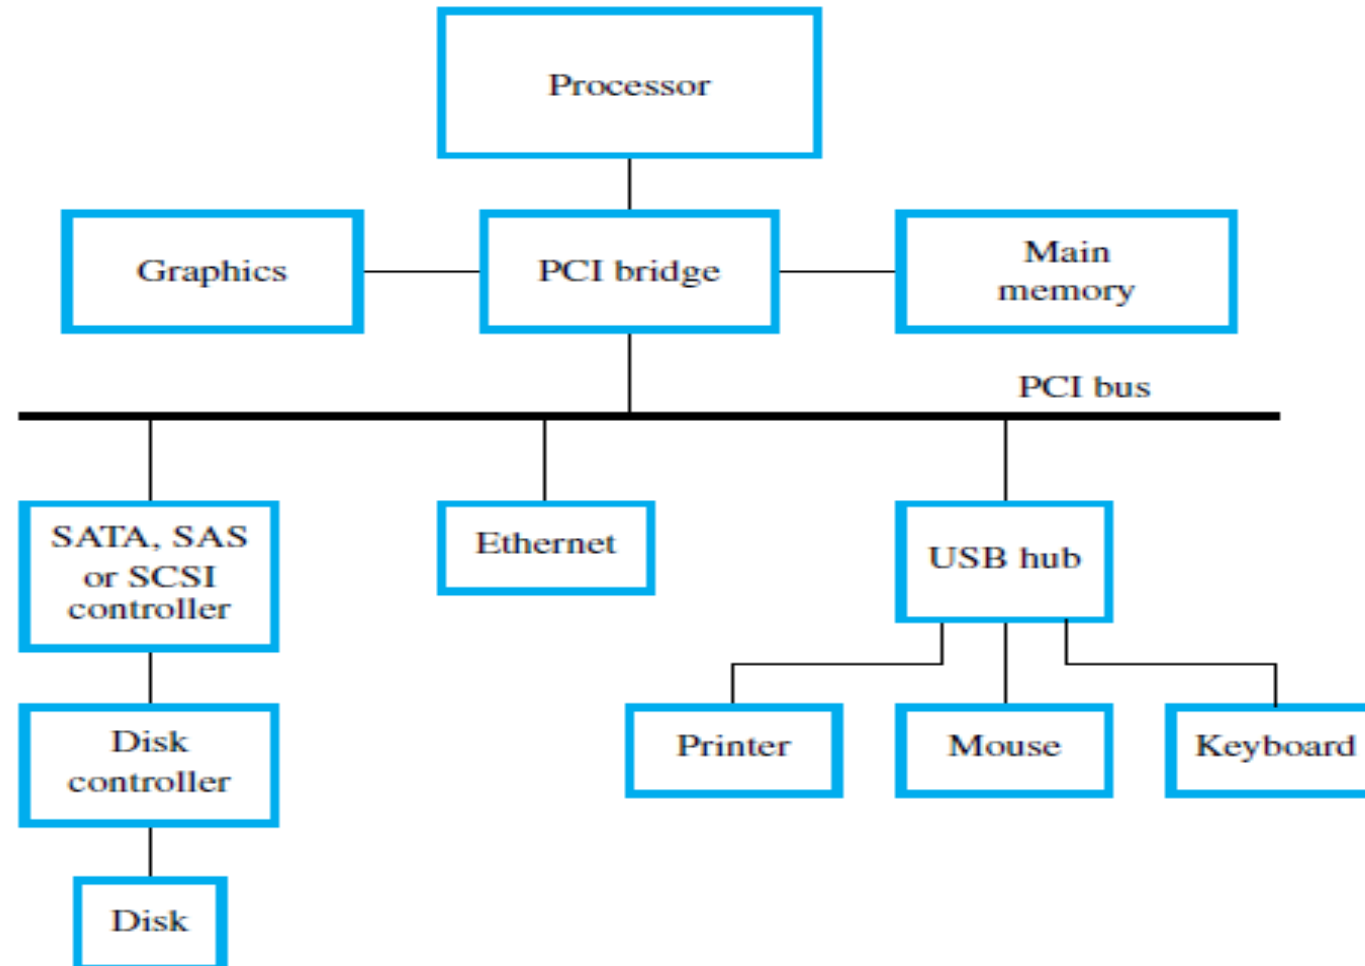 Processor
Graphics
PCI bridge
Main
memory
PCI bus
SATA, SAS
or SCSI
controller
Ethernet
USB hub
Disk
controller
Printer
Mouse
Keyboard
Disk